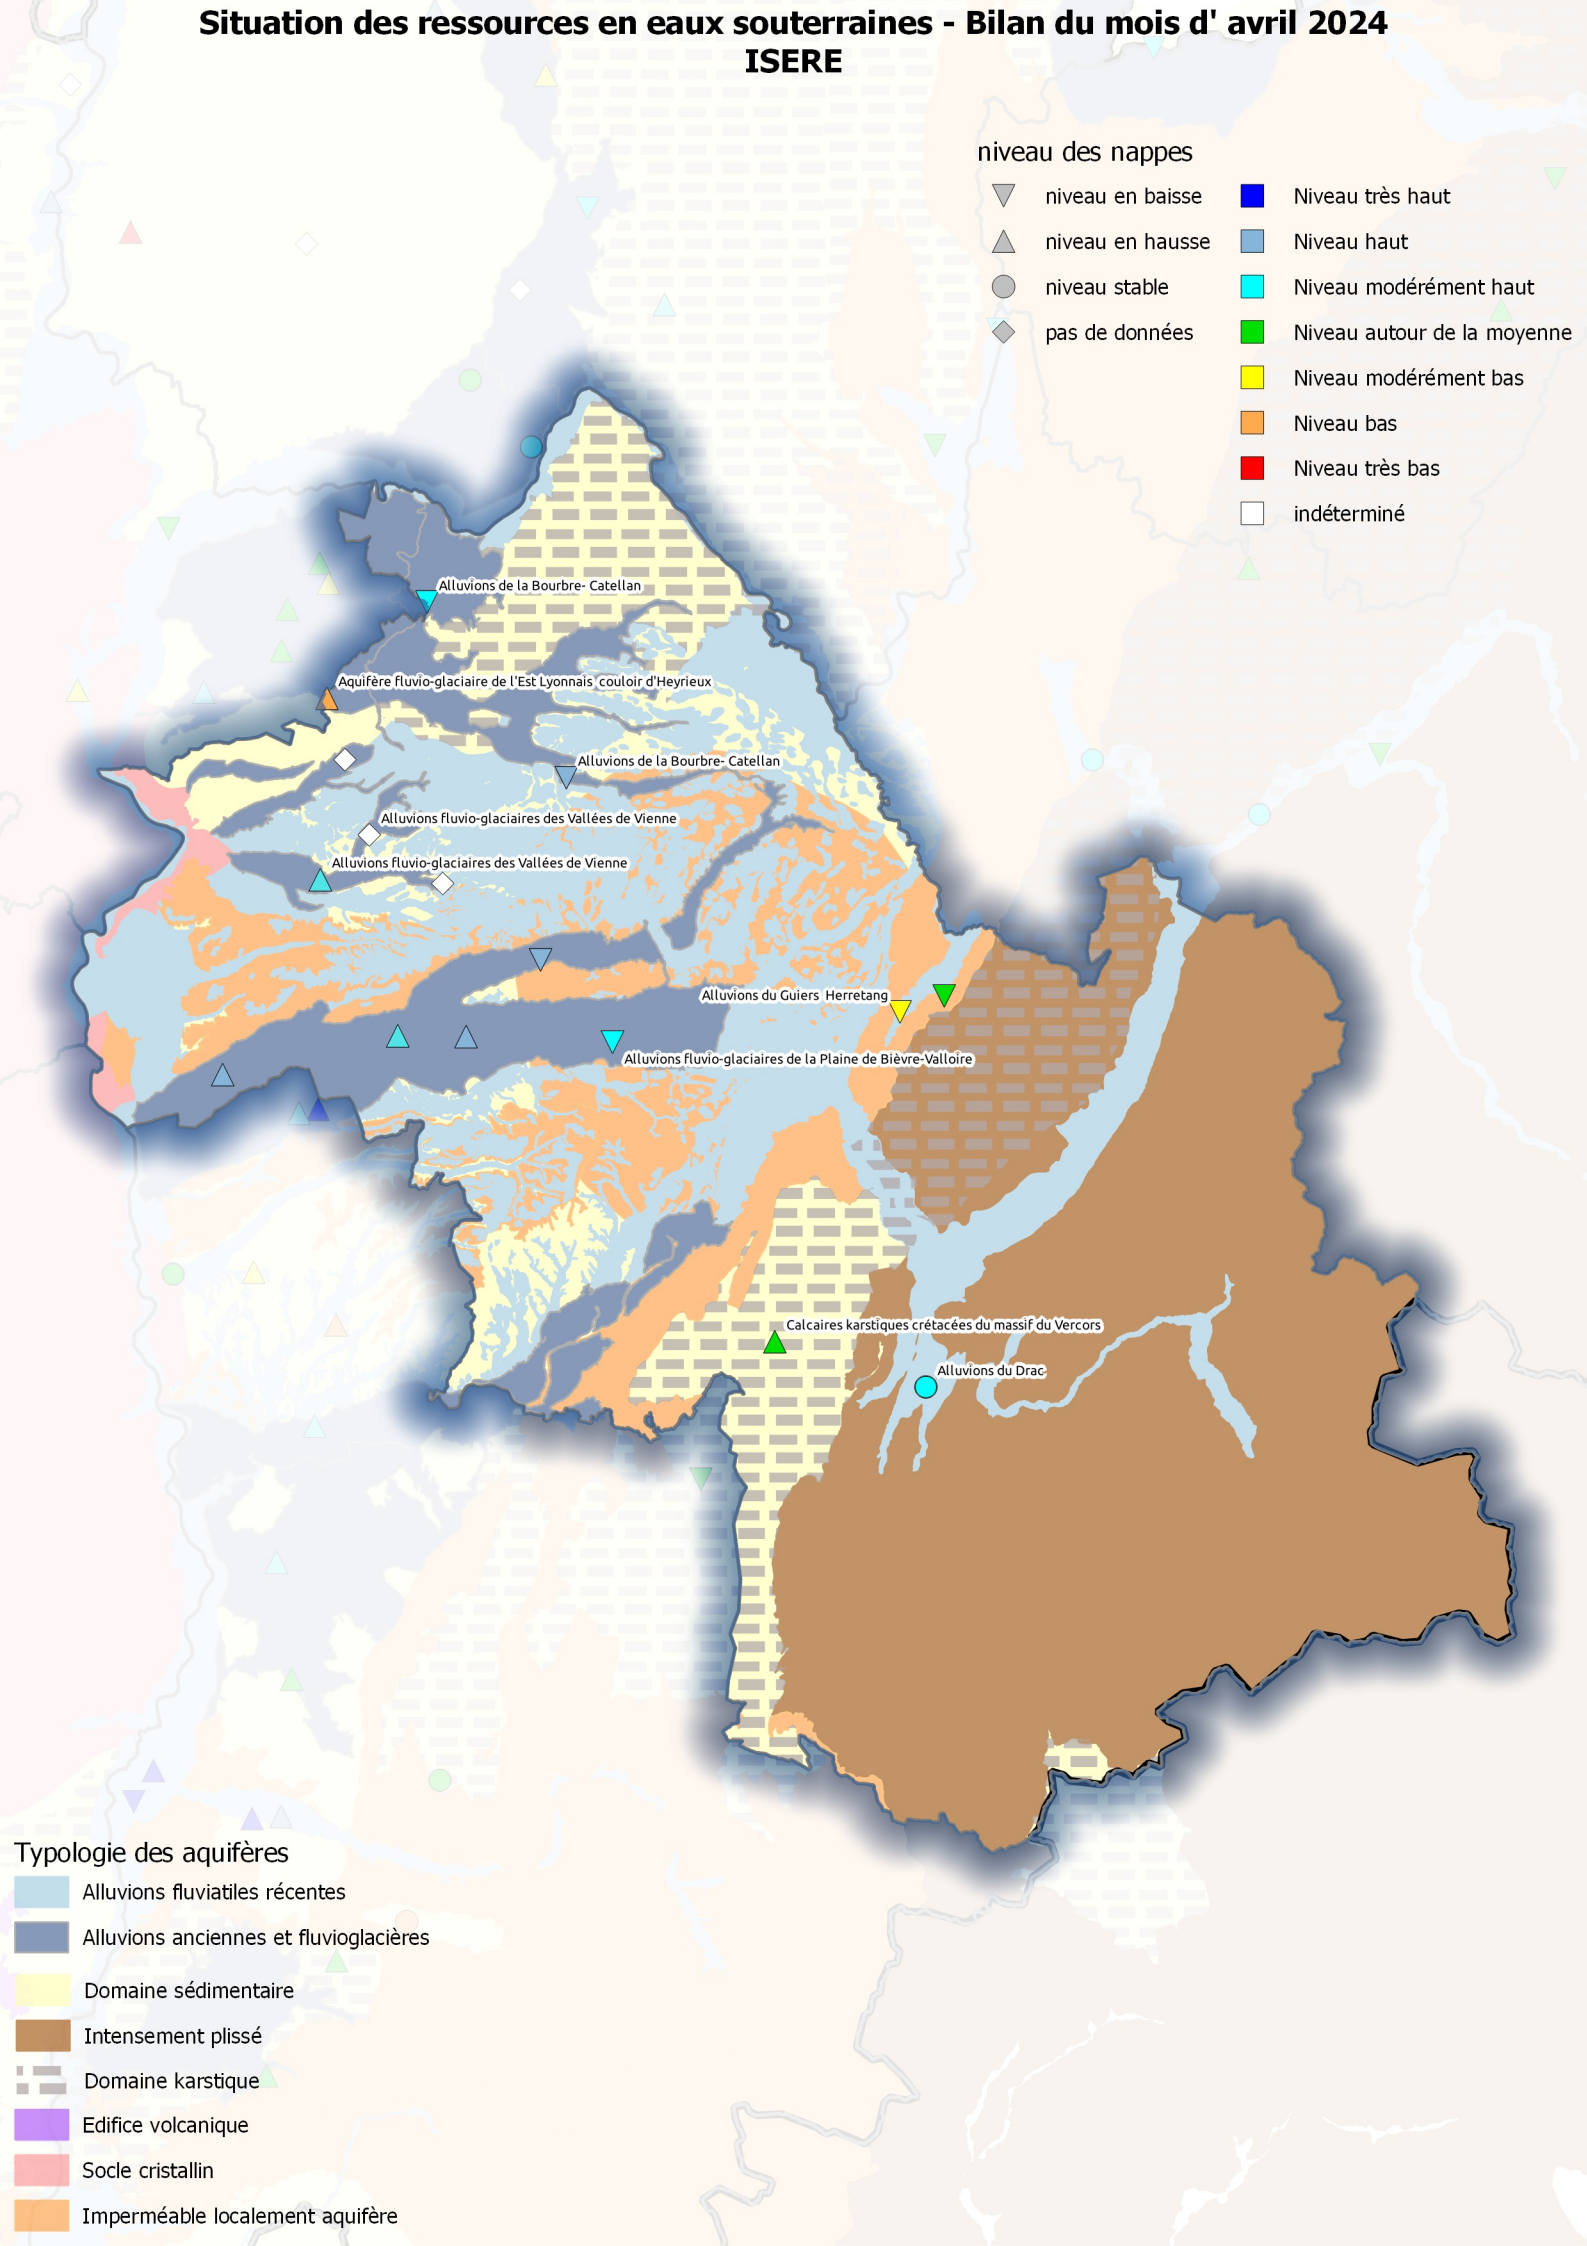 Situation des ressources en eaux souterraines - Bilan du mois d' avril 2024
ISERE
niveau des nappes
niveau en baisse
niveau en hausse
niveau stable
pas de données
Niveau très haut
Niveau haut
Niveau modérément haut
Niveau autour de la moyenne
Niveau modérément bas
Niveau bas
Niveau très bas
indéterminé
Alluvions de la Bourbre- Catellan
Aquifère fluvio-glaciaire de l'Est Lyonnais couloir d'Heyrieux
Alluvions de la Bourbre- Catellan
Alluvions fluvio-glaciaires des Vallées de Vienne
Alluvions fluvio-glaciaires des Vallées de Vienne
Alluvions du Guiers Herretang
Alluvions fluvio-glaciaires de la Plaine de Bièvre-Valloire
Calcaires karstiques crétacées du massif du Vercors
Alluvions du Drac
Typologie des aquifères
Alluvions fluviatiles récentes
Alluvions anciennes et fluvioglacières
Domaine sédimentaire
Intensement plissé
Domaine karstique
Edifice volcanique
Socle cristallin
Imperméable localement aquifère